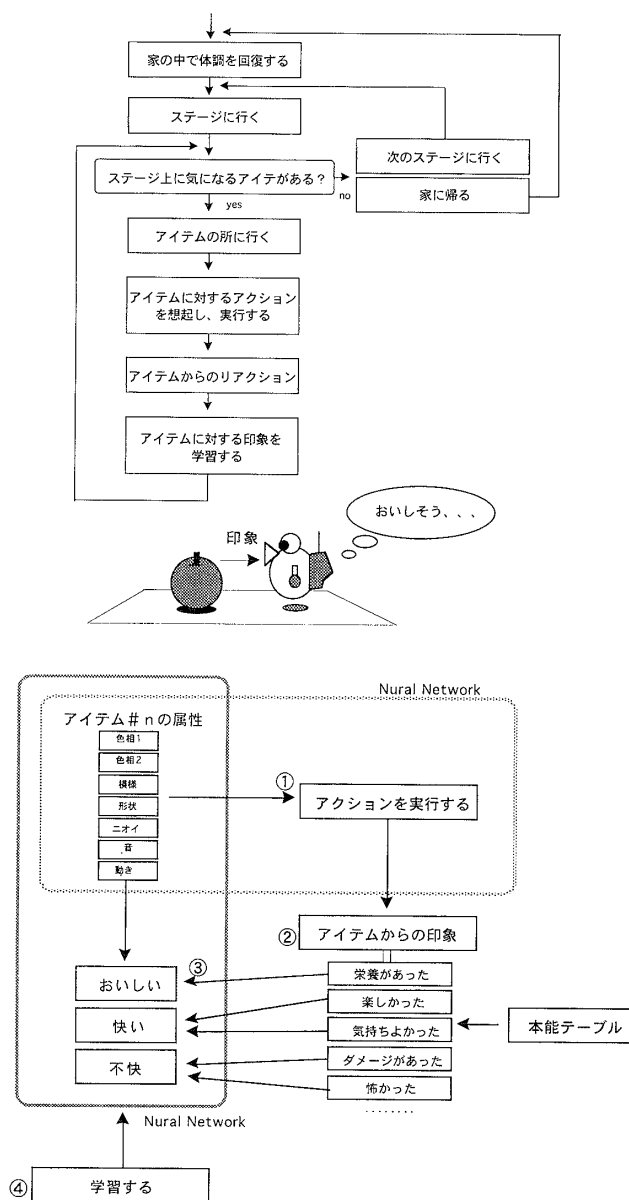 家の中で体調を回復する
ステージに行く
ステージ上に気になるアイテがある?
no
yes
次のステージに行く
家に帰る
アイテムの所に行く
アイテムに対するアクション
を想起し、実行する
アイテムからのリアクション
アイテムに対する印象を
学習する
おいしそう、、、
印象
Nural Network
アイテム#nの属性
色相1
色相2
模様
形状
ニオイ
音
動き
①
アクションを実行する
②
アイテムからの印象
栄養があった
楽しかった
気持ちよかった
ダメージがあった
怖かった
........
本能テーブル
③
おいしい
快い
不快
Nural Network
④
学習する